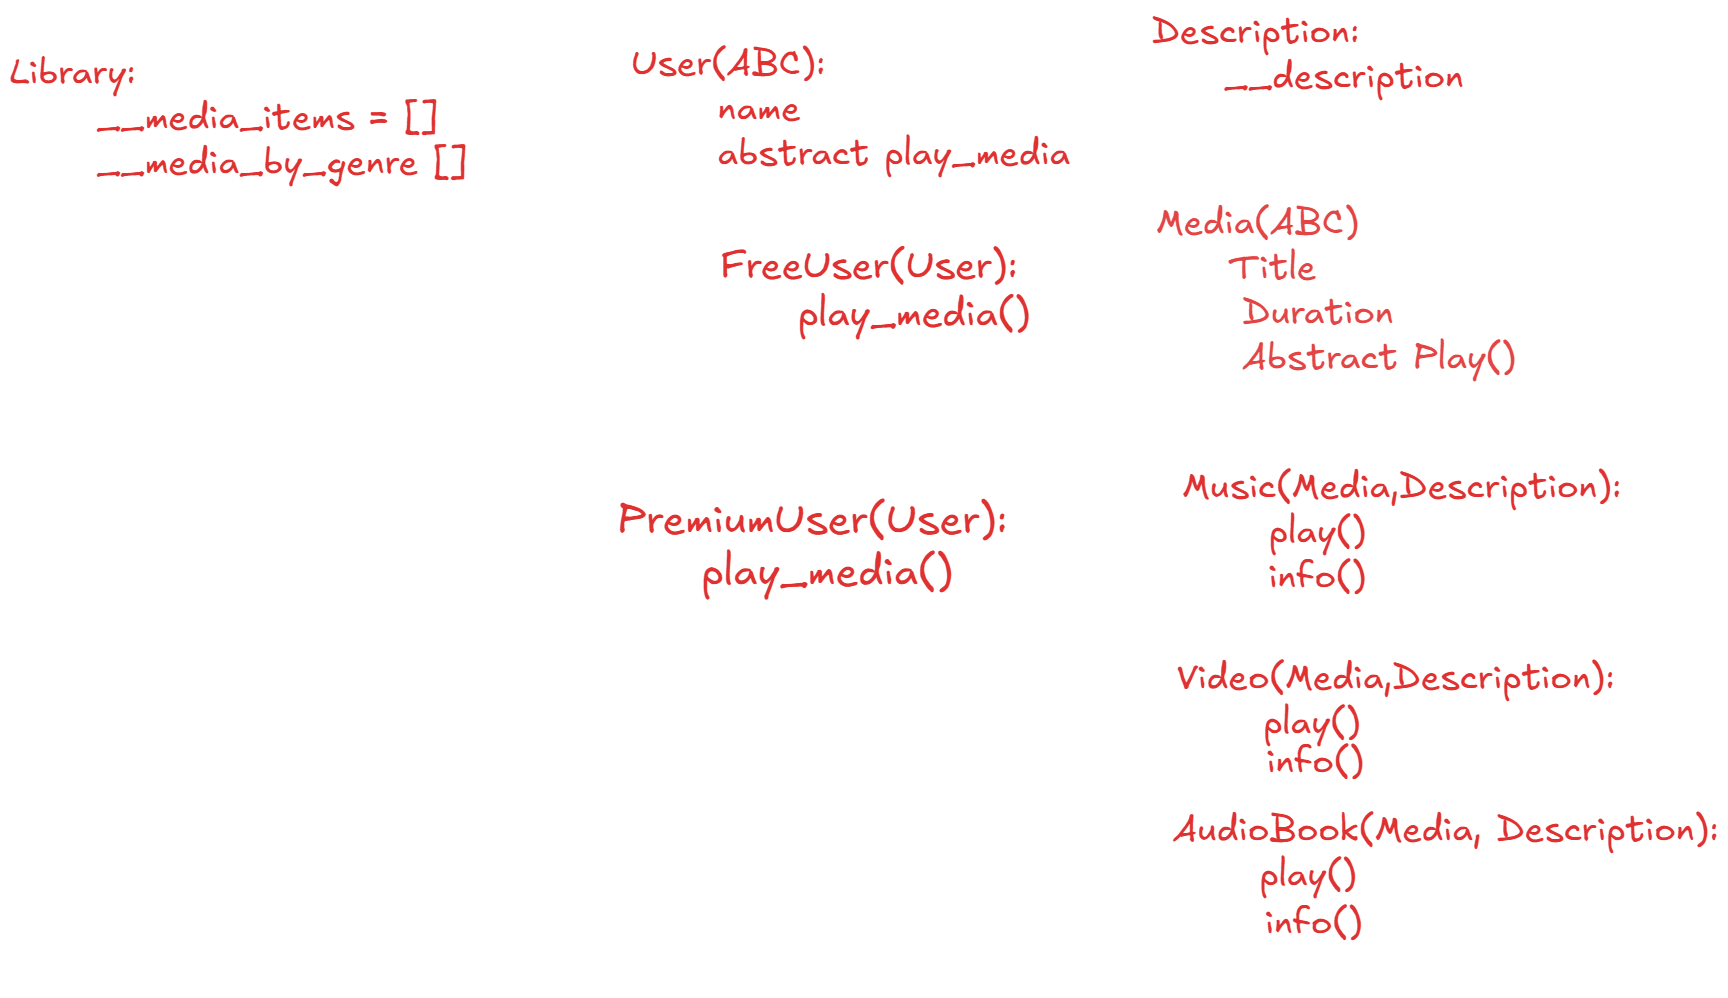 Library:
__media_items = []
__media_by_genre []
User(ABC):
name
abstract play_media
FreeUser(User):
play_media()
PremiumUser(User):
play_media()
Description:
__description
Media(ABC)
Title
Duration
Abstract Play()
Music(Media,Description):
play()
info()
Video(Media,Description):
play()
info()
AudioBook(Media, Description):
play()
info()